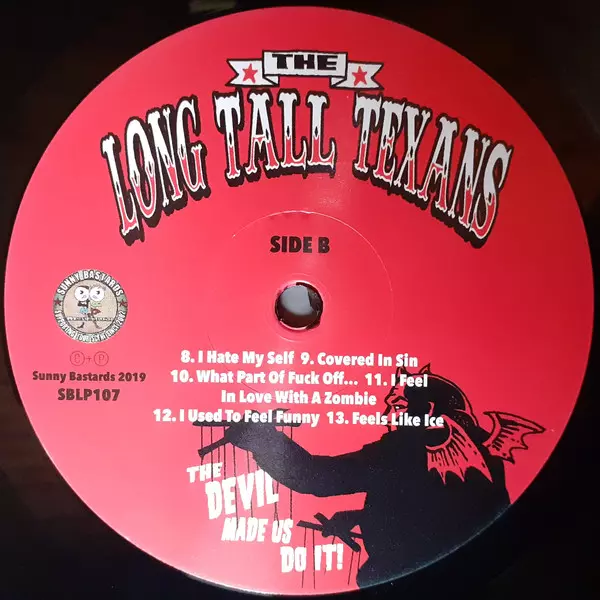 THE
LONG TALL TEXANS
SIDE B
SUNNY BASTARDS
℗+©
Sunny Bastards 2019
SBLP107
8. I Hate My Self 9. Covered In Sin
10. What Part Of Fuck Off... 11. I Feel
In Love With A Zombie
12. I Used To Feel Funny 13. Feels Like Ice
THE
DEVIL
MADE US
DO IT!